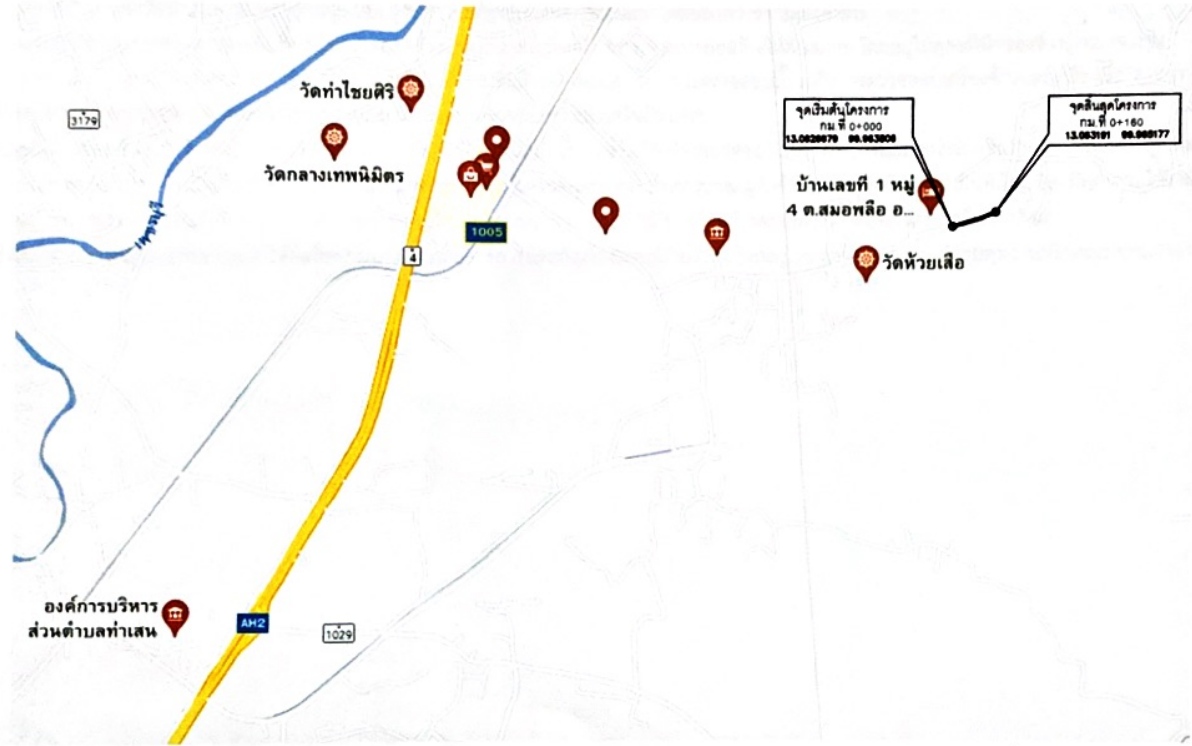 วัดท่าไชยศิริ
3179
วัดกลางเทพนิมิตร
เพชรบุรี
1005
4
จุดเริ่มต้นโครงการ
กม.ที่ 0+000
จุดสิ้นสุดโครงการ
กม.ที่ 0+160
บ้านเลขที่ 1 หมู่
4 ต.สมอพลือ อ...
วัดห้วยเสือ
องค์การบริหาร
ส่วนตำบลท่าเสน
AH2
1029